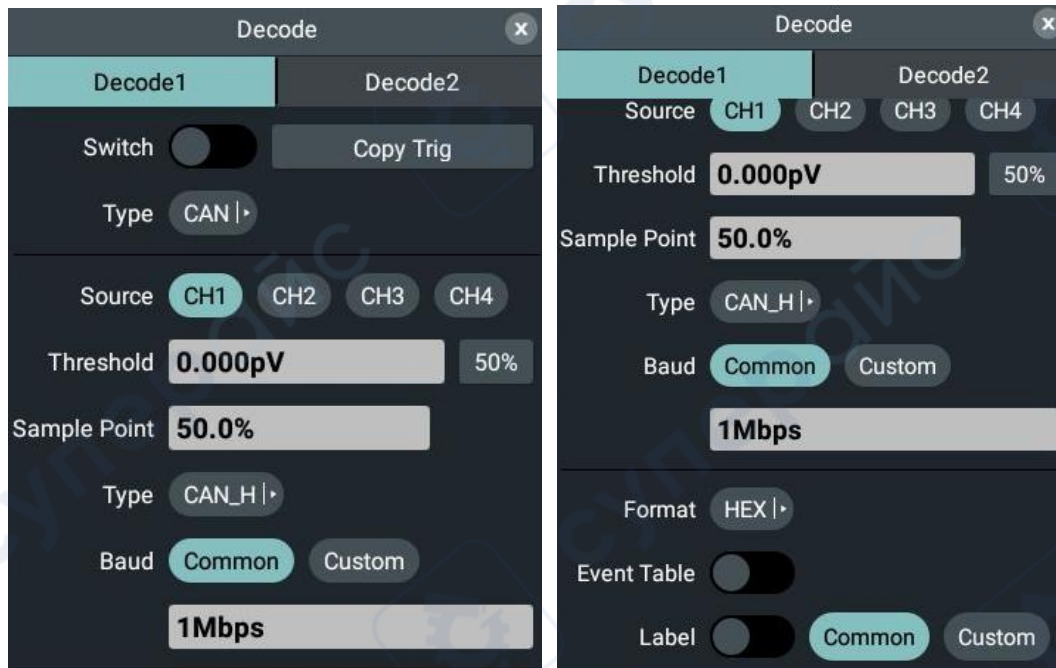 Decode x
Decode1 Decode2
Switch Copy Trig
Type CAN
Source CH1 CH2 CH3 CH4
Threshold 0.000pV 50%
Sample Point 50.0%
Type CAN_H
Baud Common Custom
1Mbps
Decode x
Decode1 Decode2
Source CH1 CH2 CH3 CH4
Threshold 0.000pV 50%
Sample Point 50.0%
Type CAN_H
Baud Common Custom
1Mbps
Format HEX
Event Table
Label Common Custom
супермайс